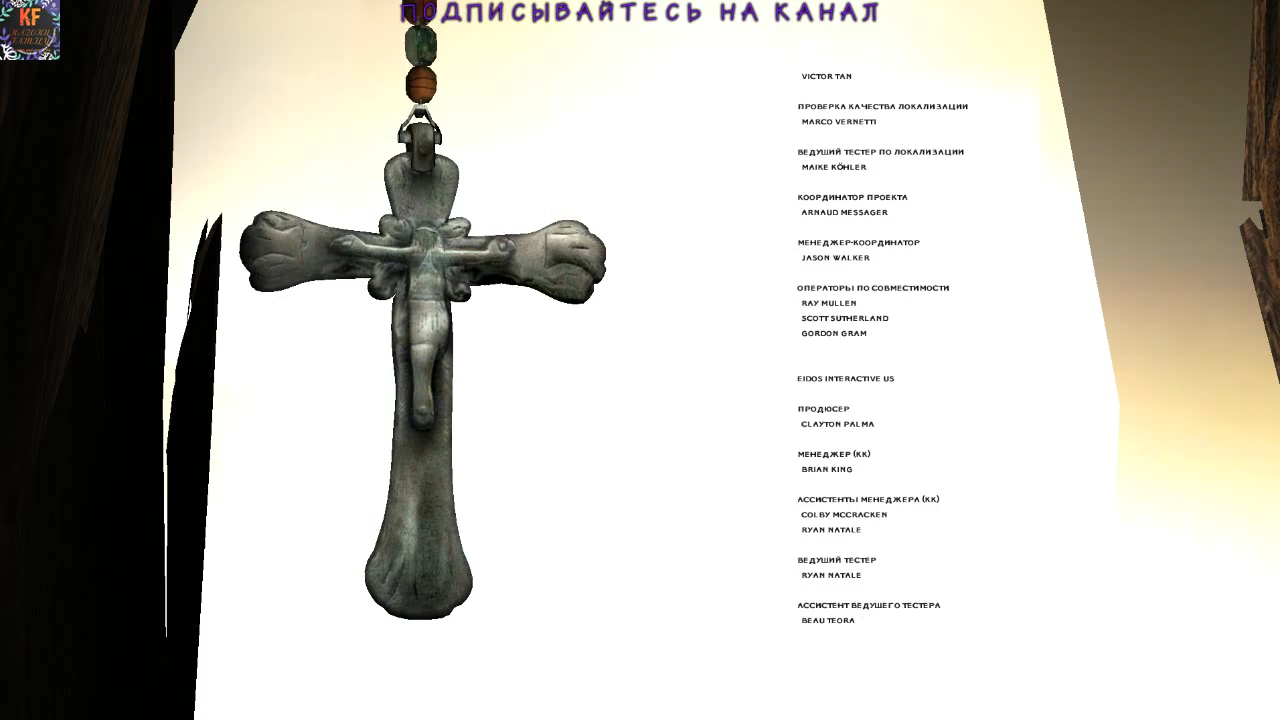 KF
ПОДПИСЫВАЙТЕСЬ НА КАНАЛ
VICTOR TAN
ПРОВЕРКА КАЧЕСТВА ЛОКАЛИЗАЦИИ
MARCO VERNETTI
ВЕДУЩИЙ ТЕСТЕР ПО ЛОКАЛИЗАЦИИ
MAIKE KÖHLER
КООРДИНАТОР ПРОЕКТА
ARNAUD MESSAGER
МЕНЕДЖЕР-КООРДИНАТОР
JASON WALKER
ОПЕРАТОРЫ ПО СОВМЕСТИМОСТИ
RAY MULLEN
SCOTT SUTHERLAND
GORDON GRAM
EIDOS INTERACTIVE US
ПРОДЮСЕР
CLAYTON PALMA
МЕНЕДЖЕР (КК)
BRIAN KING
АССИСТЕНТЫ МЕНЕДЖЕРА (КК)
COLBY MCCRACKEN
RYAN NATALE
ВЕДУЩИЙ ТЕСТЕР
RYAN NATALE
АССИСТЕНТ ВЕДУЩЕГО ТЕСТЕРА
BEAU TEORA